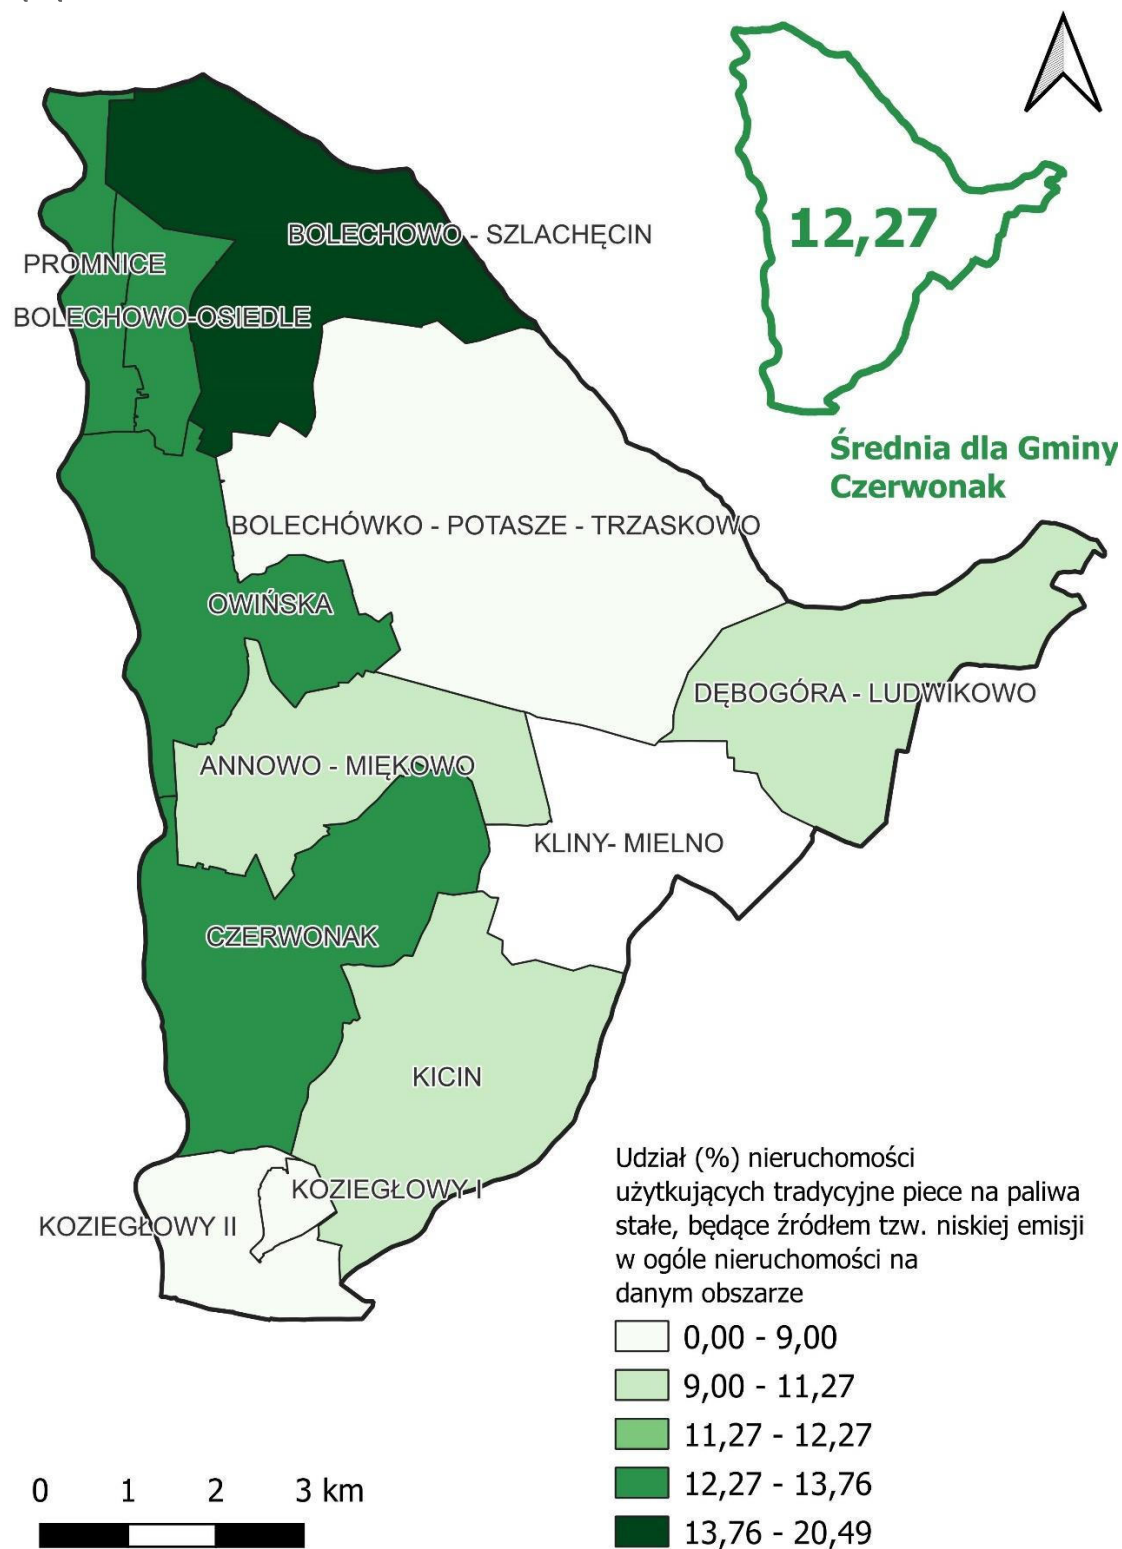 BOLECHOWO - SZLACHĘCIN
12,27
PROMNICE
BOLECHOWO-OSIEDLE
Średnia dla Gminy
Czerwonak
BOLECHÓWKO - POTASZE - TRZASKOWO
OWIŃSKA
DĘBOGÓRA - LUDWIKOWO
ANNOWO - MIĘKOWO
KLINY- MIELNO
CZERWONAK
KICIN
KOZIEGŁOWY I
KOZIEGŁOWY II
Udział (%) nieruchomości
użytkujących tradycyjne piece na paliwa
stałe, będące źródłem tzw. niskiej emisji
w ogóle nieruchomości na
danym obszarze
0,00 - 9,00
9,00 - 11,27
11,27 - 12,27
12,27 - 13,76
13,76 - 20,49
0 1 2 3 km